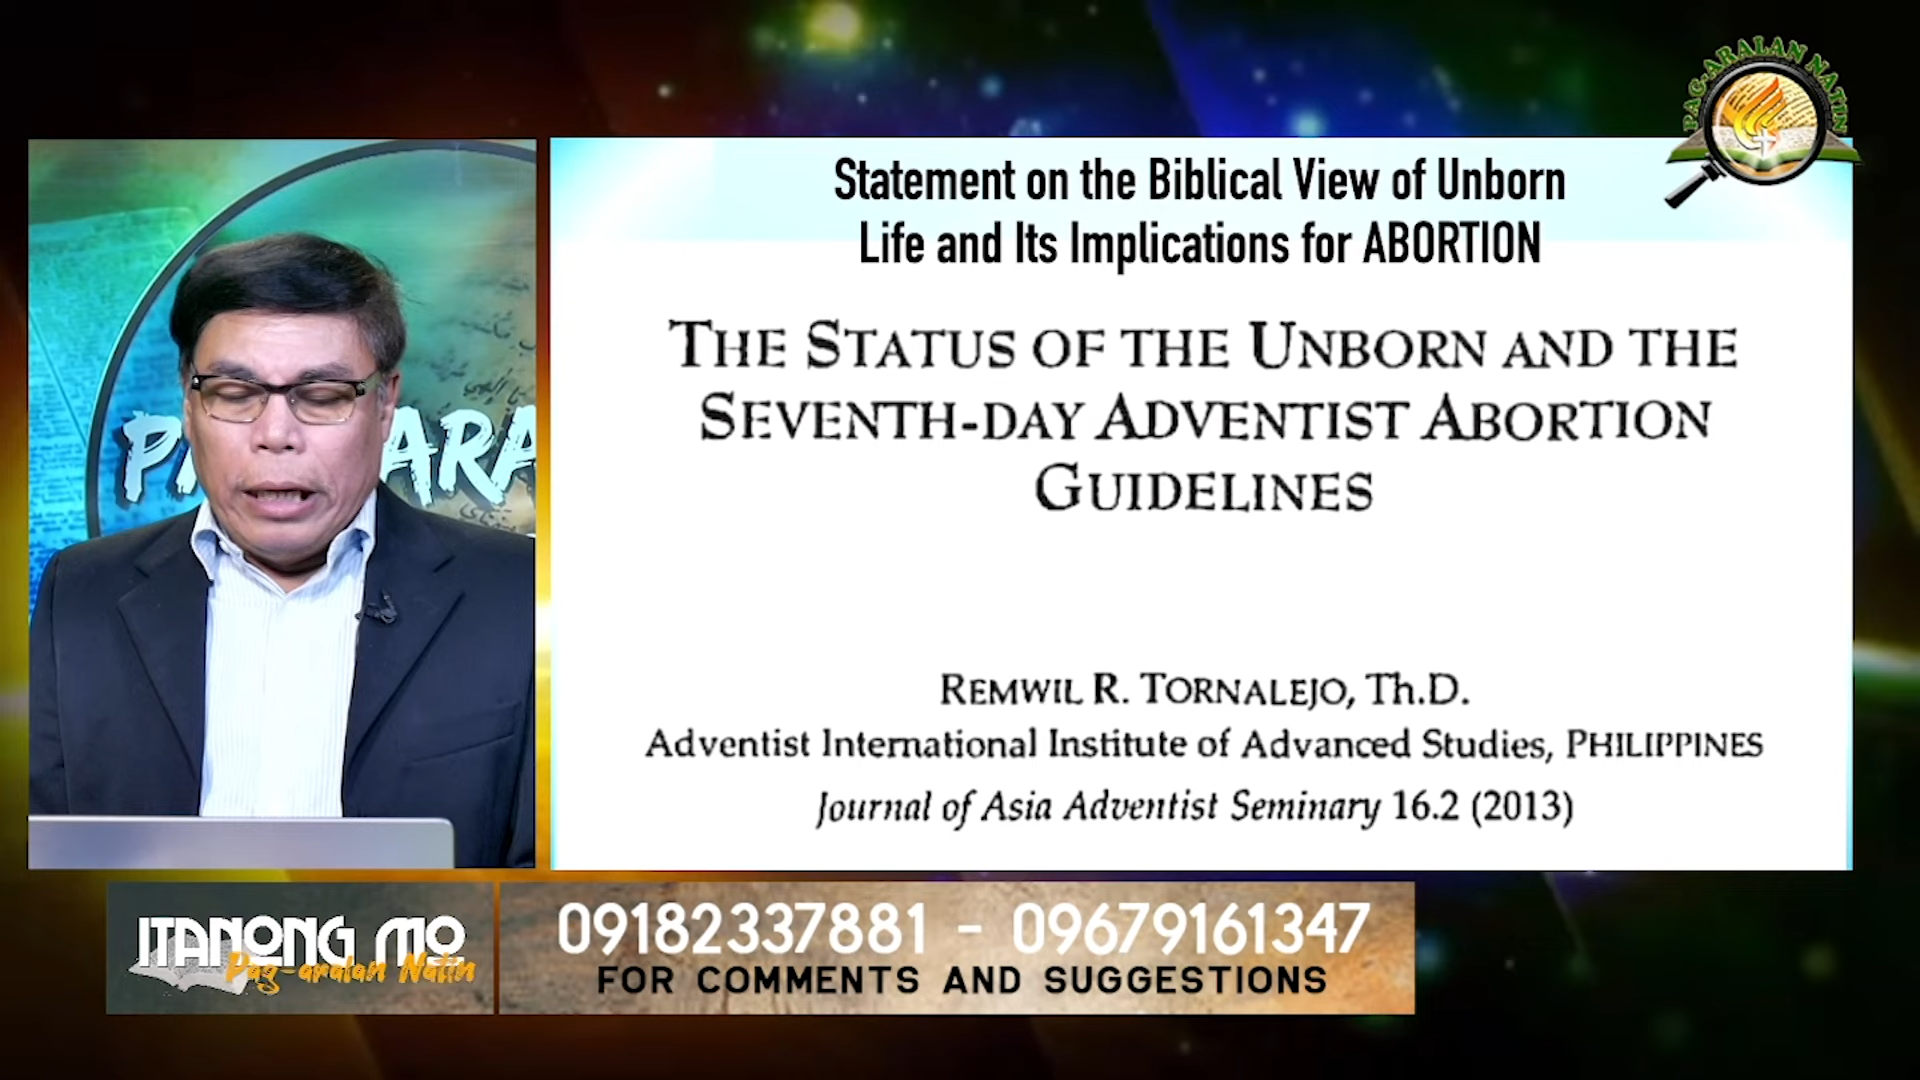 PAG-ARALAN NATIN
Statement on the Biblical View of Unborn
Life and Its Implications for ABORTION
THE STATUS OF THE UNBORN AND THE
SEVENTH-DAY ADVENTIST ABORTION
GUIDELINES
REMWIL R. TORNALEJO, Th.D.
Adventist International Institute of Advanced Studies, PHILIPPINES
Journal of Asia Adventist Seminary 16.2 (2013)
ARA
ITANONG MO
Pag-aralan Natin
09182337881 - 09679161347
FOR COMMENTS AND SUGGESTIONS